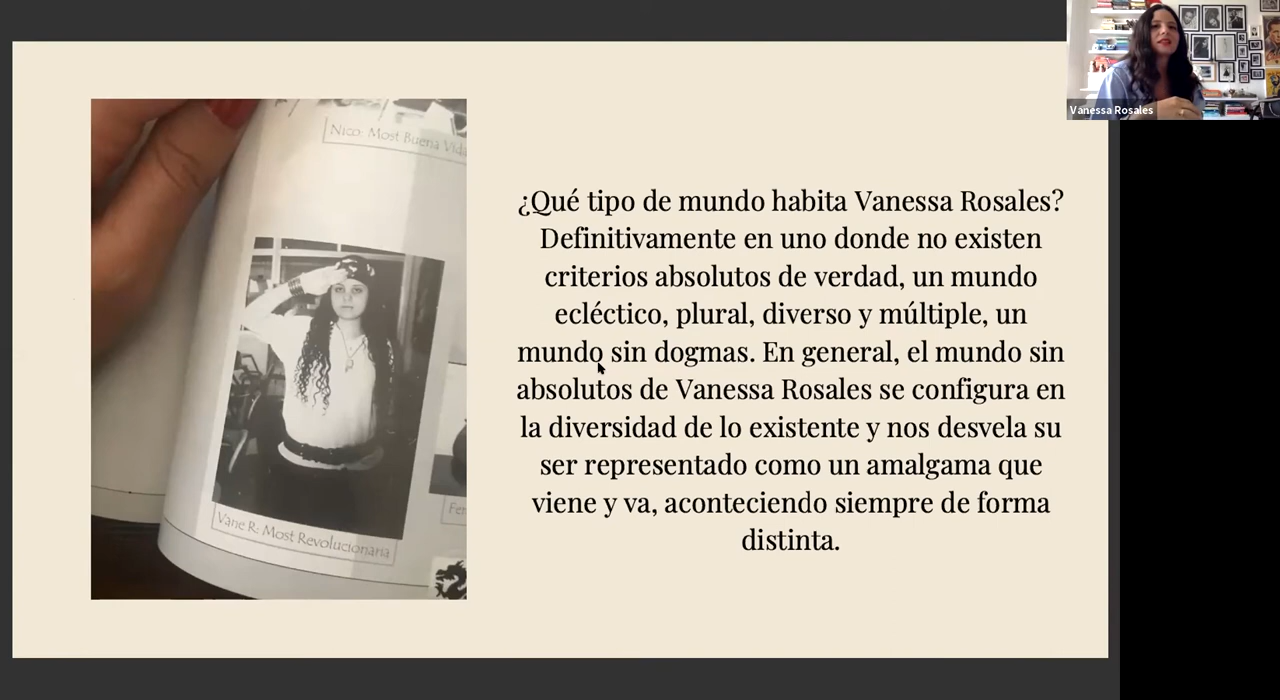 Vanessa Rosales
Nico: Most Buena Vida
¿Qué tipo de mundo habita Vanessa Rosales?
Definitivamente en uno donde no existen
criterios absolutos de verdad, un mundo
ecléctico, plural, diverso y múltiple, un
mundo sin dogmas. En general, el mundo sin
absolutos de Vanessa Rosales se configura en
la diversidad de lo existente y nos desvela su
ser representado como un amalgama que
viene y va, aconteciendo siempre de forma
distinta.
Vane R: Most Revolucionaria